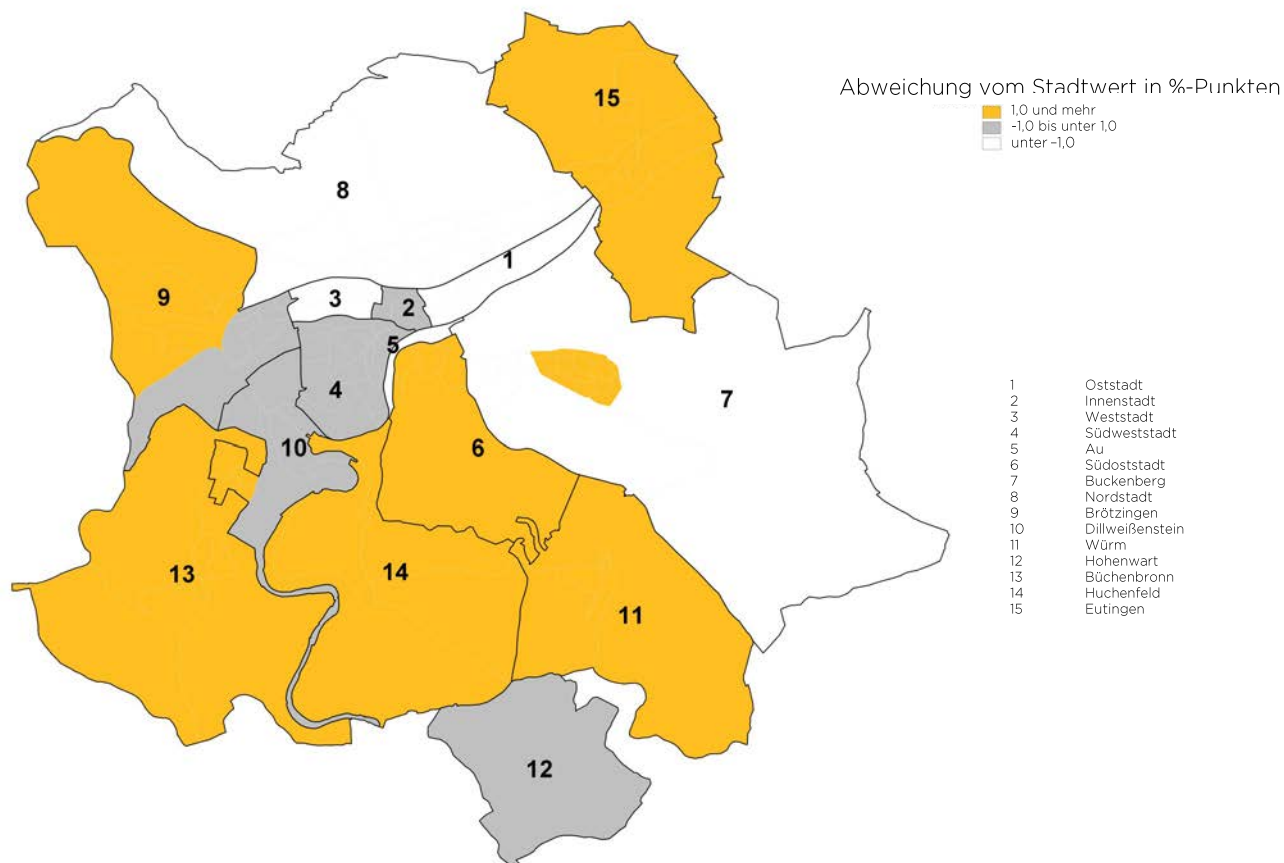 Abweichung vom Stadtwert in %-Punkten
1,0 und mehr
-1,0 bis unter 1,0
unter -1,0
15
8
1
9
3
2
5
4
7
10
6
13
14
11
12
1 Oststadt
2 Innenstadt
3 Weststadt
4 Südweststadt
5 Au
6 Südoststadt
7 Buckenberg
8 Nordstadt
9 Brötzingen
10 Dillweißenstein
11 Würm
12 Hohenwart
13 Büchenbronn
14 Huchenfeld
15 Eutingen